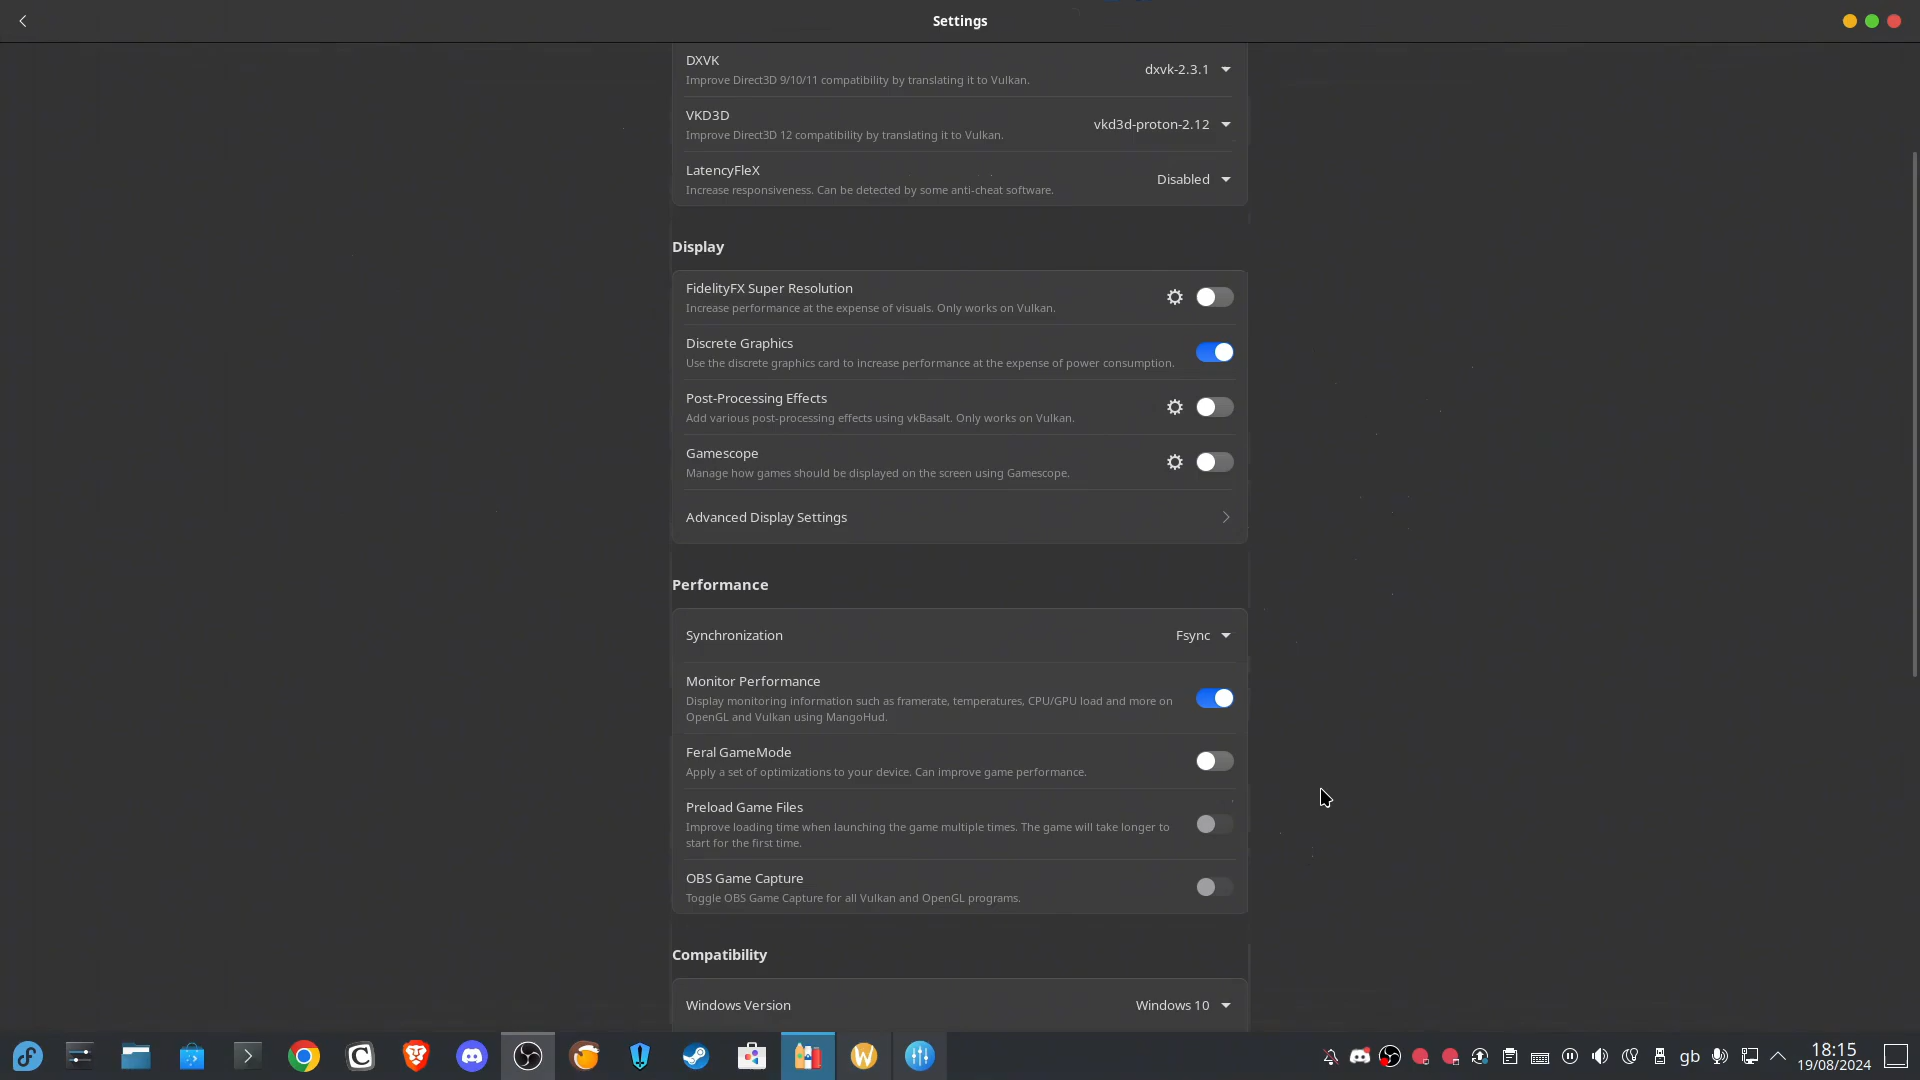 Settings
DXVK
Improve Direct3D 9/10/11 compatibility by translating it to Vulkan.
dxvk-2.3.1
VKD3D
Improve Direct3D 12 compatibility by translating it to Vulkan.
vkd3d-proton-2.12
LatencyFleX
Increase responsiveness. Can be detected by some anti-cheat software.
Disabled
Display
FidelityFX Super Resolution
Increase performance at the expense of visuals. Only works on Vulkan.
Discrete Graphics
Use the discrete graphics card to increase performance at the expense of power consumption.
Post-Processing Effects
Add various post-processing effects using vkBasalt. Only works on Vulkan.
Gamescope
Manage how games should be displayed on the screen using Gamescope.
Advanced Display Settings
Performance
Synchronization
Fsync
Monitor Performance
Display monitoring information such as framerate, temperatures, CPU/GPU load and more on
OpenGL and Vulkan using MangoHud.
Feral GameMode
Apply a set of optimizations to your device. Can improve game performance.
Preload Game Files
Improve loading time when launching the game multiple times. The game will take longer to
start for the first time.
OBS Game Capture
Toggle OBS Game Capture for all Vulkan and OpenGL programs.
Compatibility
Windows Version
Windows 10
gb
18:15
19/08/2024